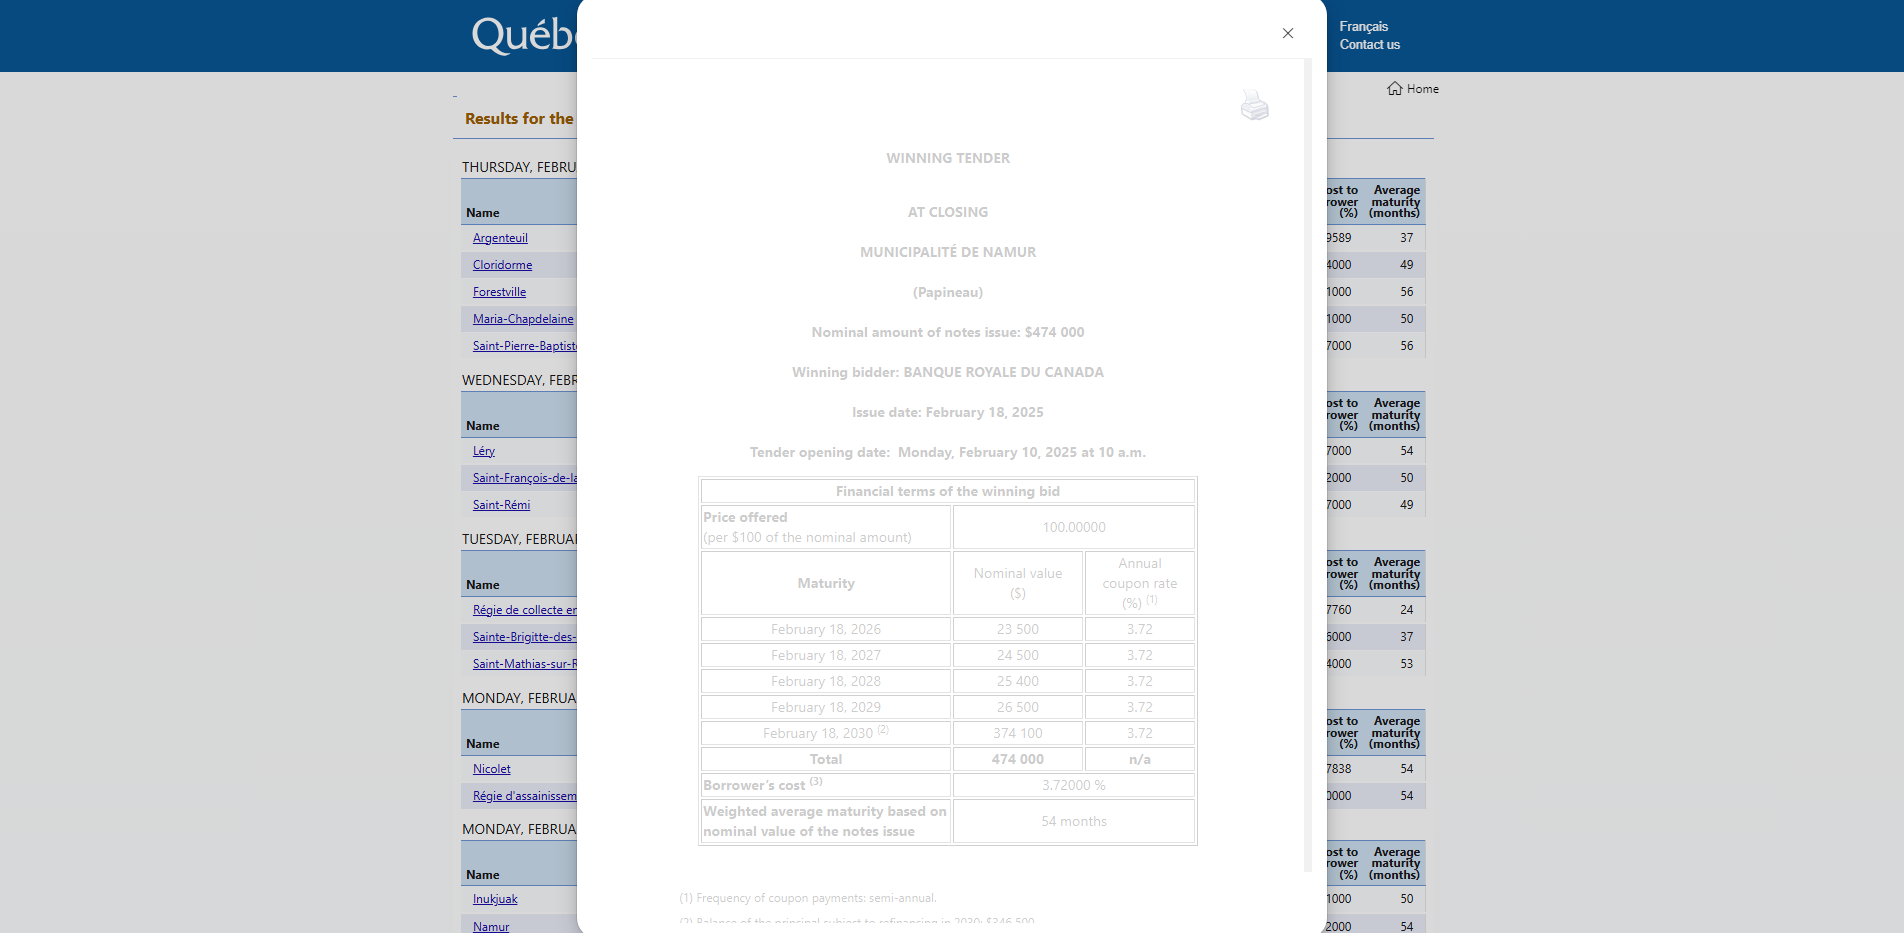 Québ
Français
Contact us
Home
Results for the
THURSDAY, FEBRU
Name
ost to rower (%)
Average maturity (months)
Argenteuil 9589 37
Cloridorme 4000 49
Forestville 1000 56
Maria-Chapdelaine 1000 50
Saint-Pierre-Baptist 7000 56
WEDNESDAY, FEBR
Name
ost to rower (%)
Average maturity (months)
Léry 7000 54
Saint-François-de-la 2000 50
Saint-Rémi 7000 49
TUESDAY, FEBRUA
Name
ost to rower (%)
Average maturity (months)
Régie de collecte en 7760 24
Sainte-Brigitte-des- 6000 37
Saint-Mathias-sur-R 4000 53
MONDAY, FEBRUA
Name
ost to rower (%)
Average maturity (months)
Nicolet 7838 54
Régie d'assainissem 0000 54
MONDAY, FEBRUA
Name
ost to rower (%)
Average maturity (months)
Inukjuak 1000 50
Namur 2000 54
WINNING TENDER
AT CLOSING
MUNICIPALITÉ DE NAMUR
(Papineau)
Nominal amount of notes issue: $474 000
Winning bidder: BANQUE ROYALE DU CANADA
Issue date: February 18, 2025
Tender opening date: Monday, February 10, 2025 at 10 a.m.
Financial terms of the winning bid
Price offered
(per $100 of the nominal amount)
100.00000
Maturity
Nominal value
($)
Annual
coupon rate
(%) (1)
February 18, 2026 23 500 3.72
February 18, 2027 24 500 3.72
February 18, 2028 25 400 3.72
February 18, 2029 26 500 3.72
February 18, 2030 (2) 374 100 3.72
Total 474 000 n/a
Borrower's cost (3) 3.72000 %
Weighted average maturity based on
nominal value of the notes issue
54 months
(1) Frequency of coupon payments: semi-annual.
(2) Balance of the principal subject to refinancing in 2030: $346 500